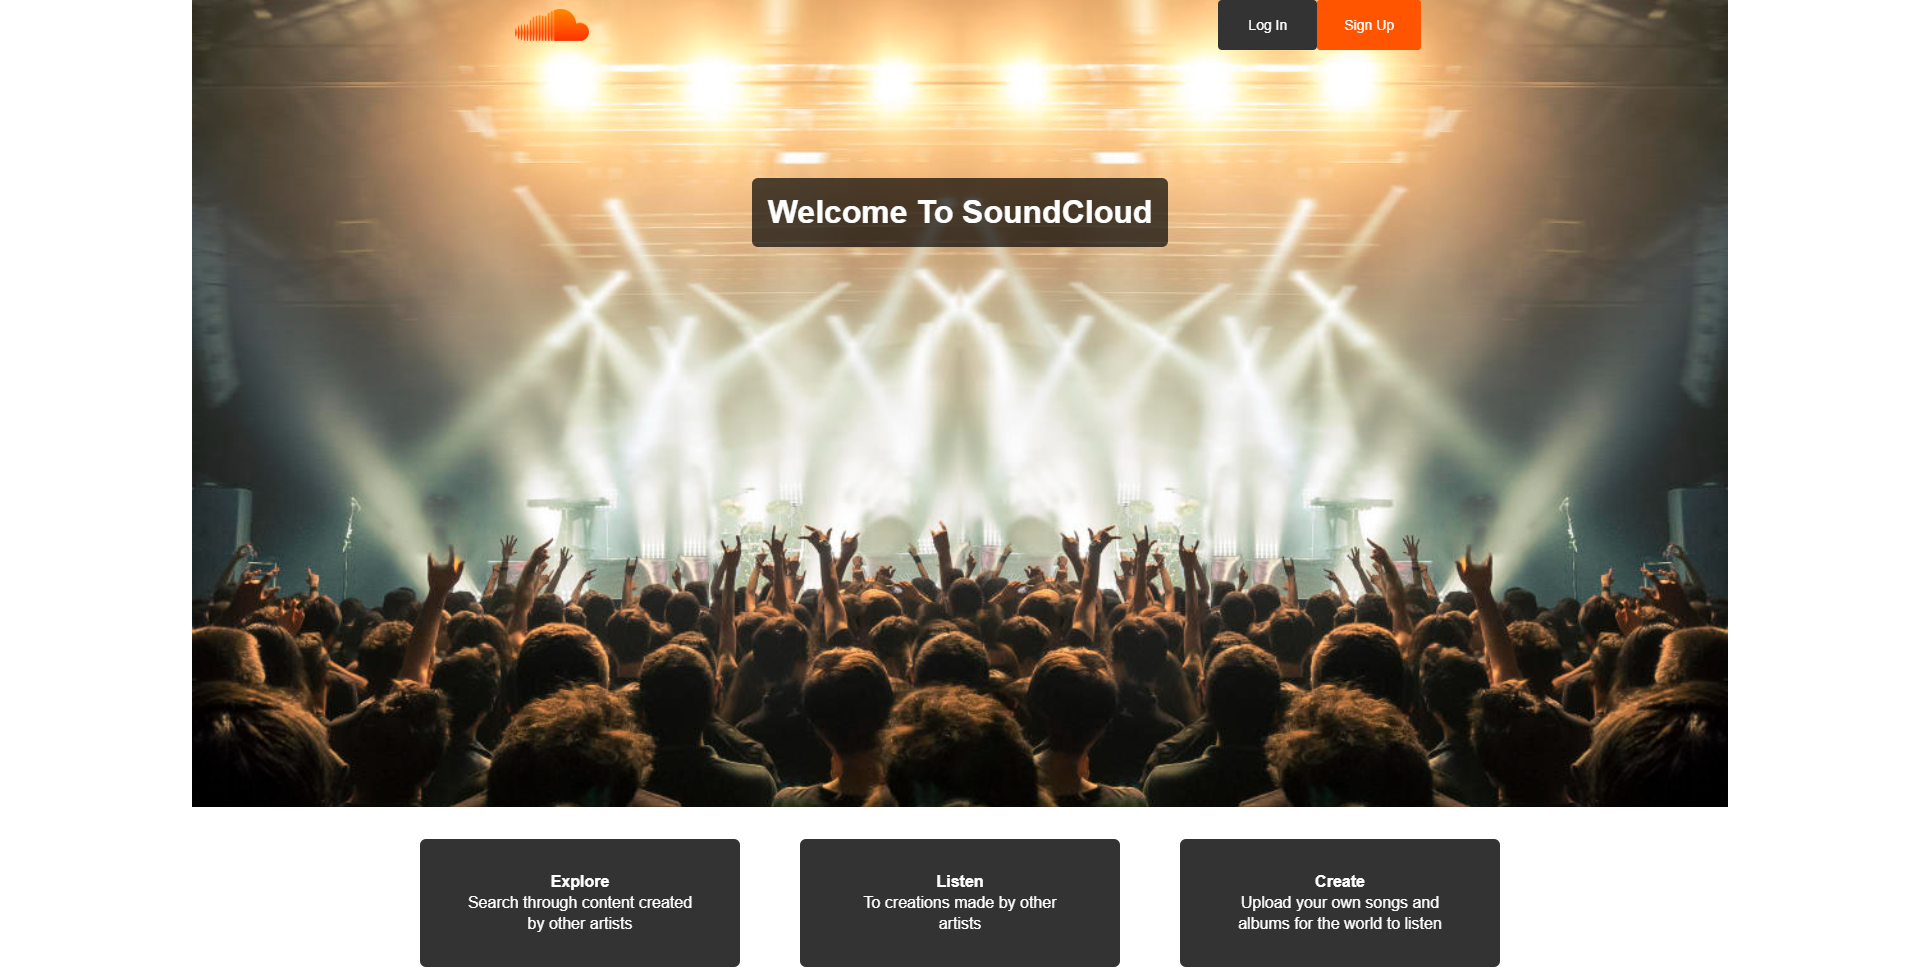 Log In
Sign Up
Welcome To SoundCloud
Explore
Search through content created
by other artists
Listen
To creations made by other
artists
Create
Upload your own songs and
albums for the world to listen